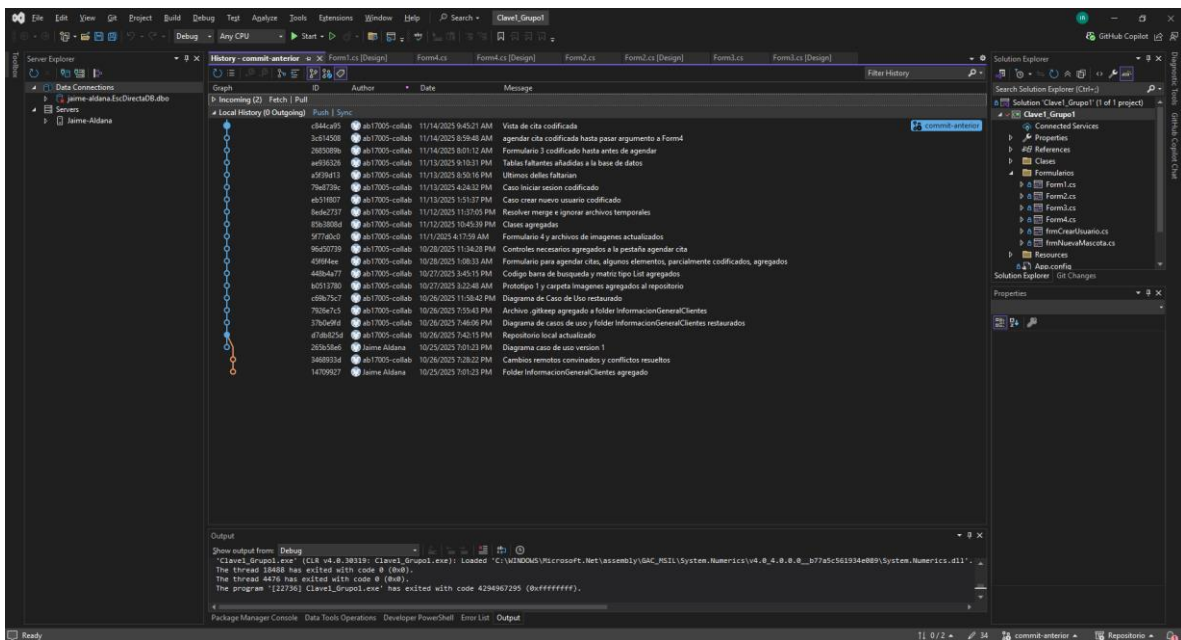 File Edit View Git Project Build Debug Test Analyze Tools Extensions Window Help Search Clave1_Grupo1
Debug Any CPU Start GitHub Copilot
Toolbox
Server Explorer
Data Connections
jaime-aldana.EscDirectaDB.dbo
Servers
Jaime-Aldana
History - commit-anterior Form1.cs [Design] Form4.cs Form4.cs [Design] Form2.cs Form2.cs [Design] Form3.cs Form3.cs [Design]
Filter History
Graph ID Author Date Message
Incoming (2) Fetch | Pull
Local History (0 Outgoing) Push | Sync
c844ca95 ab17005-collab 11/14/2025 9:45:21 AM Vista de cita codificada commit-anterior
3c614508 ab17005-collab 11/14/2025 8:59:48 AM agendar cita codificada hasta pasar argumento a Form4
2685089b ab17005-collab 11/14/2025 8:01:12 AM Formulario 3 codificado hasta antes de agendar
ae936326 ab17005-collab 11/13/2025 9:10:31 PM Tablas faltantes añadidas a la base de datos
a5f39d13 ab17005-collab 11/13/2025 8:50:16 PM Ultimos delles faltarian
79e8739c ab17005-collab 11/13/2025 4:24:32 PM Caso Iniciar sesion codificado
eb51f807 ab17005-collab 11/13/2025 1:51:37 PM Caso crear nuevo usuario codificado
8ede2737 ab17005-collab 11/12/2025 11:37:05 PM Resolver merge e ignorar archivos temporales
85b3808d ab17005-collab 11/12/2025 10:45:39 PM Clases agregadas
5f77d0c0 ab17005-collab 11/1/2025 4:17:59 AM Formulario 4 y archivos de imagenes actualizados
96d50739 ab17005-collab 10/28/2025 11:34:28 PM Controles necesarios agregados a la pestaña agendar cita
45f6f4ee ab17005-collab 10/28/2025 1:08:33 AM Formulario para agendar citas, algunos elementos, parcialmente codificados, agregados
448b4a77 ab17005-collab 10/27/2025 3:45:15 PM Codigo barra de busqueda y matriz tipo List agregados
b0513780 ab17005-collab 10/27/2025 3:22:48 AM Prototipo 1 y carpeta Imagenes agregados al repositorio
c69b75c7 ab17005-collab 10/26/2025 11:58:42 PM Diagrama de Caso de Uso restaurado
7926e7c5 ab17005-collab 10/26/2025 7:55:43 PM Archivo .gitkeep agregado a folder InformacionGeneralClientes
37b0e9fd ab17005-collab 10/26/2025 7:46:06 PM Diagrama de casos de uso y folder InformacionGeneralClientes restaurados
d7db825d ab17005-collab 10/26/2025 7:42:15 PM Repositorio local actualizado
265b58e6 Jaime Aldana 10/25/2025 7:01:23 PM Diagrama caso de uso version 1
3468933d ab17005-collab 10/26/2025 7:28:22 PM Cambios remotos convinados y conflictos resueltos
14709927 Jaime Aldana 10/25/2025 7:01:23 PM Folder InformacionGeneralClientes agregado
Output
Show output from: Debug
'Clave1_Grupo1.exe' (CLR v4.0.30319: Clave1_Grupo1.exe): Loaded 'C:\WINDOWS\Microsoft.Net\assembly\GAC_MSIL\System.Numerics\v4.0_4.0.0.0__b77a5c561934e089\System.Numerics.dll'.
The thread 18488 has exited with code 0 (0x0).
The thread 4476 has exited with code 0 (0x0).
The program '[22736] Clave1_Grupo1.exe' has exited with code 4294967295 (0xffffffff).
Package Manager Console Data Tools Operations Developer PowerShell Error List Output
Solution Explorer
Search Solution Explorer (Ctrl+;)
Solution 'Clave1_Grupo1' (1 of 1 project)
Clave1_Grupo1
Connected Services
Properties
References
Clases
Formularios
Form1.cs
Form2.cs
Form3.cs
Form4.cs
frmCrearUsuario.cs
frmNuevaMascota.cs
Resources
App.config
Solution Explorer Git Changes
Properties
Diagnostic Tools
GitHub Copilot Chat
Ready 0 / 2 34 commit-anterior Repositorio